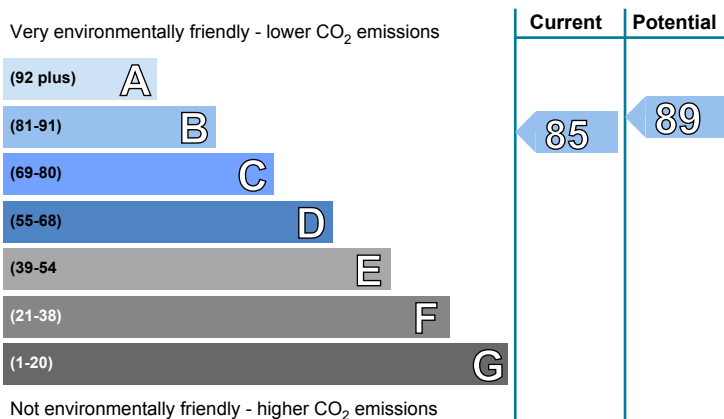 Current Potential
Very environmentally friendly - lower CO2 emissions
(92 plus) A
(81-91) B
85 89
(69-80) C
(55-68) D
(39-54 E
(21-38) F
(1-20) G
Not environmentally friendly - higher CO2 emissions